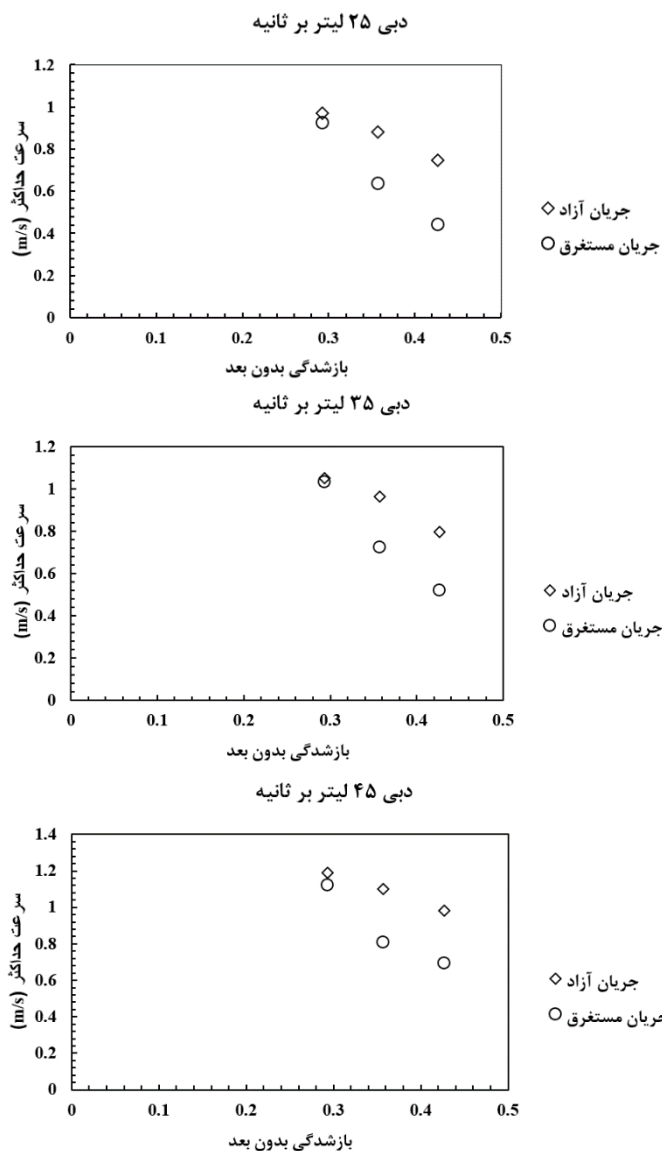 دبی ۲۵ لیتر بر ثانیه
سرعت حداکثر (m/s)
1.2
1
0.8
0.6
0.4
0.2
0
0 0.1 0.2 0.3 0.4 0.5
بازشدگی بدون بعد
جریان آزاد
جریان مستغرق
دبی ۳۵ لیتر بر ثانیه
سرعت حداکثر (m/s)
1.2
1
0.8
0.6
0.4
0.2
0
0 0.1 0.2 0.3 0.4 0.5
بازشدگی بدون بعد
جریان آزاد
جریان مستغرق
دبی ۴۵ لیتر بر ثانیه
سرعت حداکثر (m/s)
1.4
1.2
1
0.8
0.6
0.4
0.2
0
0 0.1 0.2 0.3 0.4 0.5
بازشدگی بدون بعد
جریان آزاد
جریان مستغرق